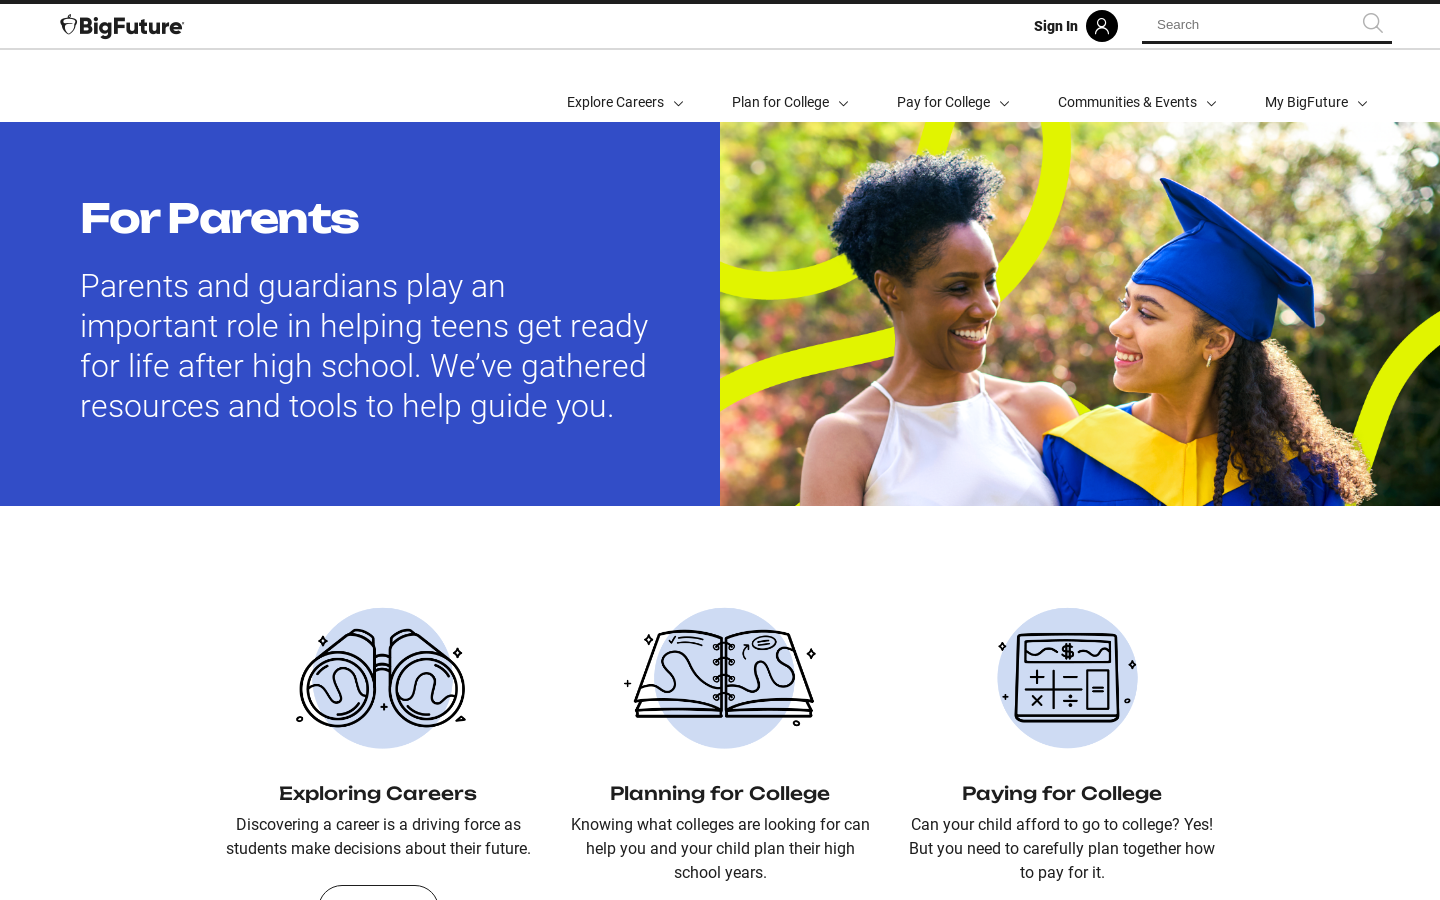 BigFuture
Sign In
Search
Explore Careers
Plan for College
Pay for College
Communities & Events
My BigFuture
For Parents
Parents and guardians play an
important role in helping teens get ready
for life after high school. We’ve gathered
resources and tools to help guide you.
Exploring Careers
Discovering a career is a driving force as
students make decisions about their future.
Planning for College
Knowing what colleges are looking for can
help you and your child plan their high
school years.
Paying for College
Can your child afford to go to college? Yes!
But you need to carefully plan together how
to pay for it.